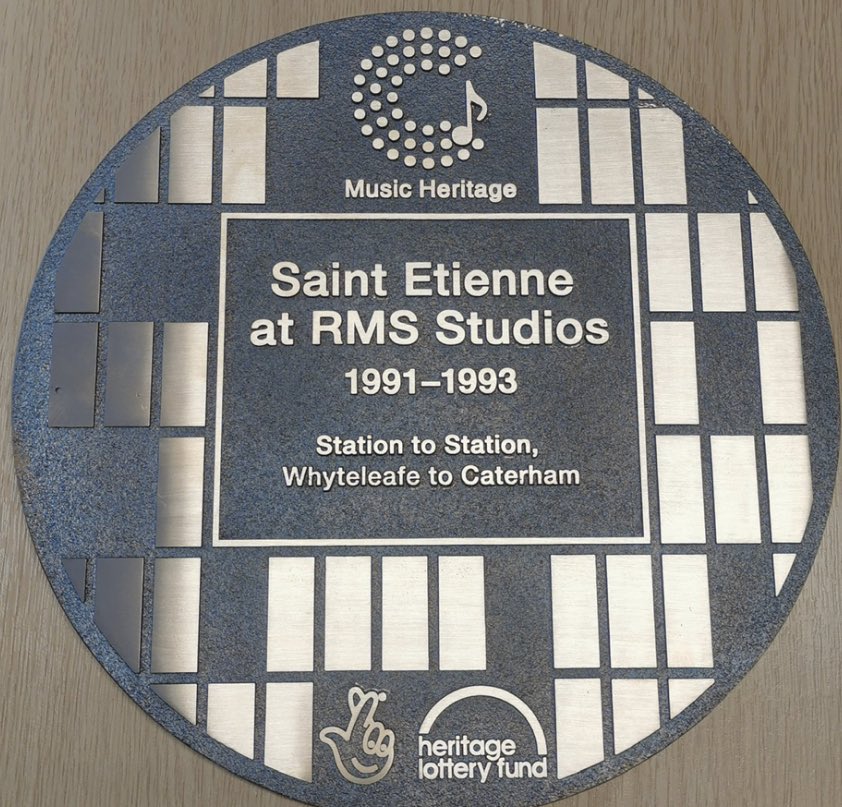 Music Heritage
Saint Etienne
at RMS Studios
1991–1993
Station to Station,
Whyteleafe to Caterham
heritage
lottery fund